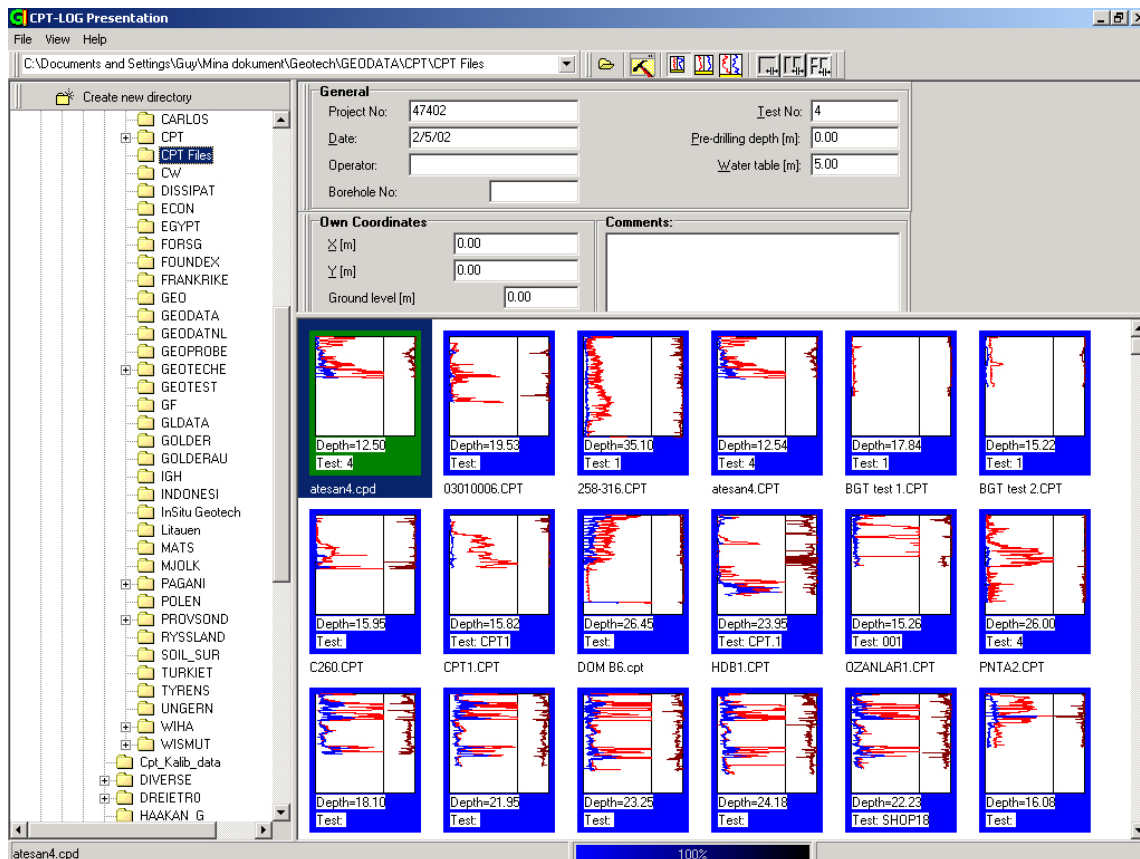 CPT-LOG Presentation
File View Help
C:\Documents and Settings\Guy\Mina dokument\Geotech\GEODATA\CPT\CPT Files
Create new directory
CARLOS
CPT
CPT Files
CW
DISSIPAT
ECON
EGYPT
FORSG
FOUNDEX
FRANKRIKE
GEO
GEODATA
GEODATNL
GEOPROBE
GEOTECHE
GEOTEST
GF
GLDATA
GOLDER
GOLDERAU
IGH
INDONESI
InSitu Geotech
Litauen
MATS
MJOLK
PAGANI
POLEN
PROVSOND
RYSSLAND
SOIL_SUR
TURKIET
TYRENS
UNGERN
WIHA
WISMUT
Cpt_Kalib_data
DIVERSE
DREIETRO
HAAKAN_G
General
Project No: 47402
Test No: 4
Date: 2/5/02
Pre-drilling depth [m]: 0.00
Operator:
Water table [m]: 5.00
Borehole No:
Own Coordinates
X [m] 0.00
Y [m] 0.00
Ground level [m] 0.00
Comments:
Depth=12.50 Depth=19.53 Depth=35.10 Depth=12.54 Depth=17.84 Depth=15.22
Test: 4 Test: Test: 1 Test: 4 Test: 1 Test: 1
atesan4.cpd 03010006.CPT 258-316.CPT atesan4.CPT BGT test 1.CPT BGT test 2.CPT
Depth=15.95 Depth=15.82 Depth=26.45 Depth=23.95 Depth=15.26 Depth=26.00
Test: Test: CPT1 Test: Test: CPT.1 Test: 001 Test: 4
C260.CPT CPT1.CPT DOM B6.cpt HDB1.CPT OZANLAR1.CPT PNTA2.CPT
Depth=18.10 Depth=21.95 Depth=23.25 Depth=24.18 Depth=22.23 Depth=16.08
Test: Test: Test: Test: Test: SHOP18 Test:
atesan4.cpd
100%